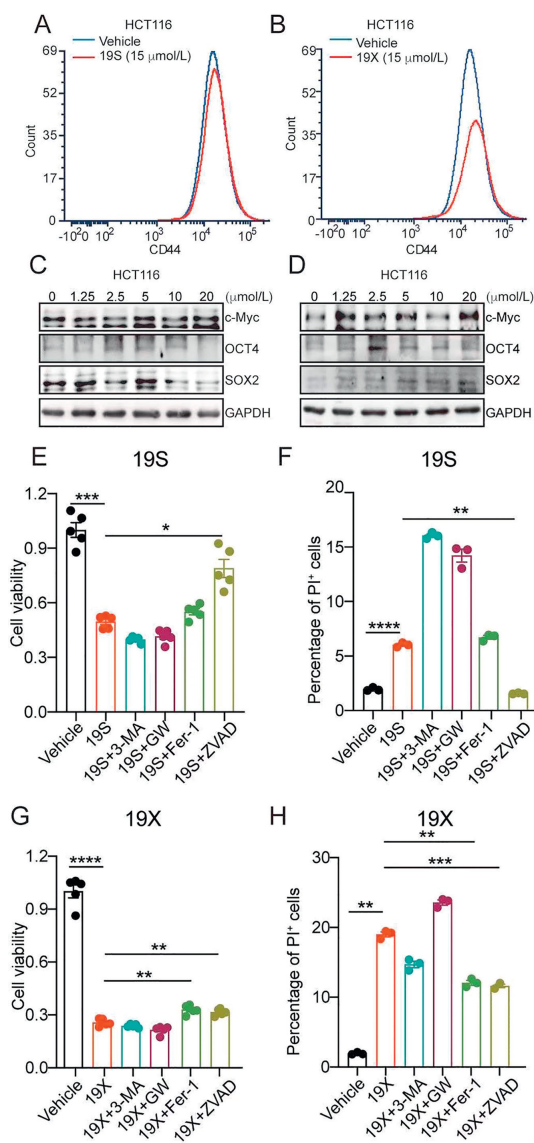 A
HCT116
Vehicle
19S (15 μmol/L)
69
52
35
17
0
Count
-10² 0 10² 10³ 10⁴ 10⁵
CD44
B
HCT116
Vehicle
19X (15 μmol/L)
69
52
35
17
0
Count
-10² 0 10² 10³ 10⁴ 10⁵
CD44
C
HCT116
0 1.25 2.5 5 10 20 (μmol/L)
c-Myc
OCT4
SOX2
GAPDH
D
HCT116
0 1.25 2.5 5 10 20 (μmol/L)
c-Myc
OCT4
SOX2
GAPDH
E
19S
1.2
0.9
0.6
0.3
0.0
Cell viability
***
*
Vehicle
19S
19S+3-MA
19S+GW
19S+Fer-1
19S+ZVAD
F
19S
20
15
10
5
0
Percentage of PI⁺ cells
****
**
Vehicle
19S
19S+3-MA
19S+GW
19S+Fer-1
19S+ZVAD
G
19X
1.2
0.9
0.6
0.3
0.0
Cell viability
****
**
**
Vehicle
19X
19X+3-MA
19X+GW
19X+Fer-1
19X+ZVAD
H
19X
30
20
10
0
Percentage of PI⁺ cells
**
**
***
Vehicle
19X
19X+3-MA
19X+GW
19X+Fer-1
19X+ZVAD